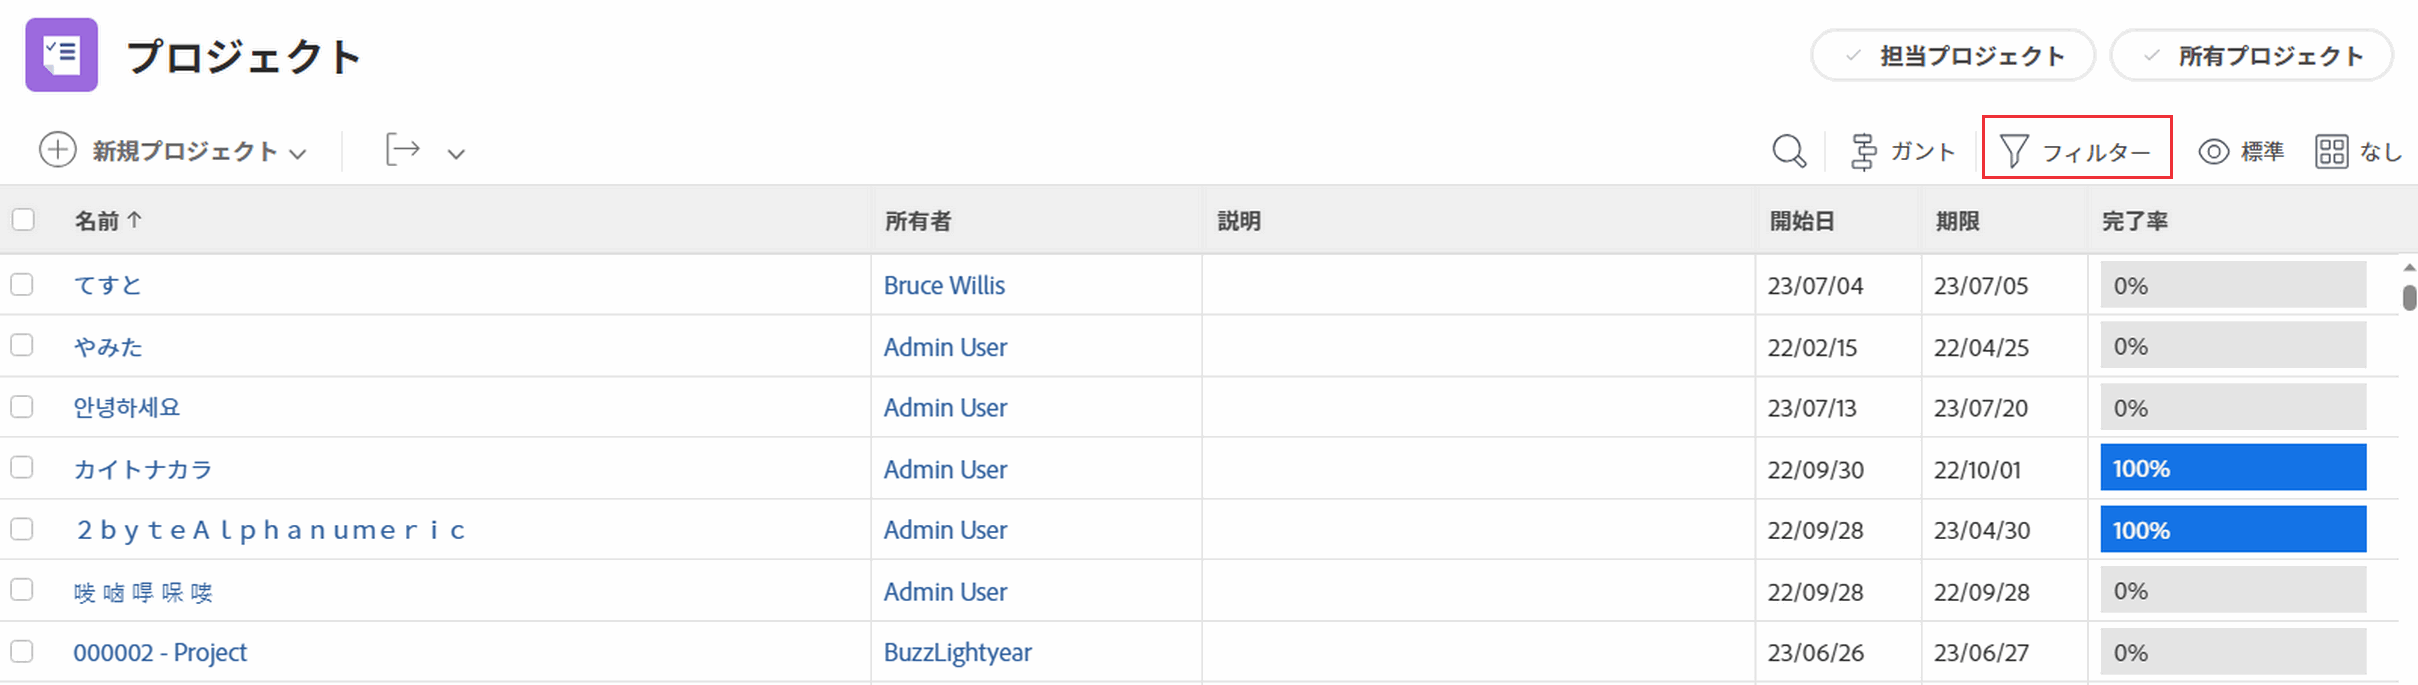 プロジェクト
担当プロジェクト 所有プロジェクト
新規プロジェクト ガント フィルター 標準 なし
名前 ↑ 所有者 説明 開始日 期限 完了率
てすと Bruce Willis 23/07/04 23/07/05 0%
やみた Admin User 22/02/15 22/04/25 0%
안녕하세요 Admin User 23/07/13 23/07/20 0%
カイトナカラ Admin User 22/09/30 22/10/01 100%
２ｂｙｔｅＡｌｐｈａｎｕｍｅｒｉｃ Admin User 22/09/28 23/04/30 100%
Admin User 22/09/28 22/09/28 0%
000002 - Project BuzzLightyear 23/06/26 23/06/27 0%